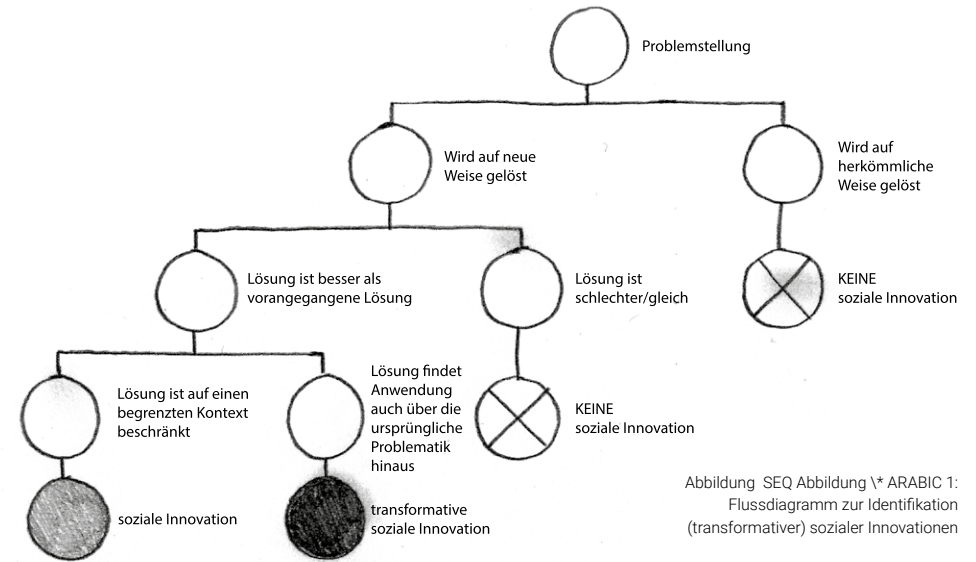 Problemstellung
Wird auf neue
Weise gelöst
Wird auf
herkömmliche
Weise gelöst
Lösung ist besser als
vorangegangene Lösung
Lösung ist
schlechter/gleich
KEINE
soziale Innovation
Lösung ist auf einen
begrenzten Kontext
beschränkt
Lösung findet
Anwendung
auch über die
ursprüngliche
Problematik
hinaus
KEINE
soziale Innovation
soziale Innovation
transformative
soziale Innovation
Abbildung  SEQ Abbildung \* ARABIC 1:
Flussdiagramm zur Identifikation
(transformativer) sozialer Innovationen